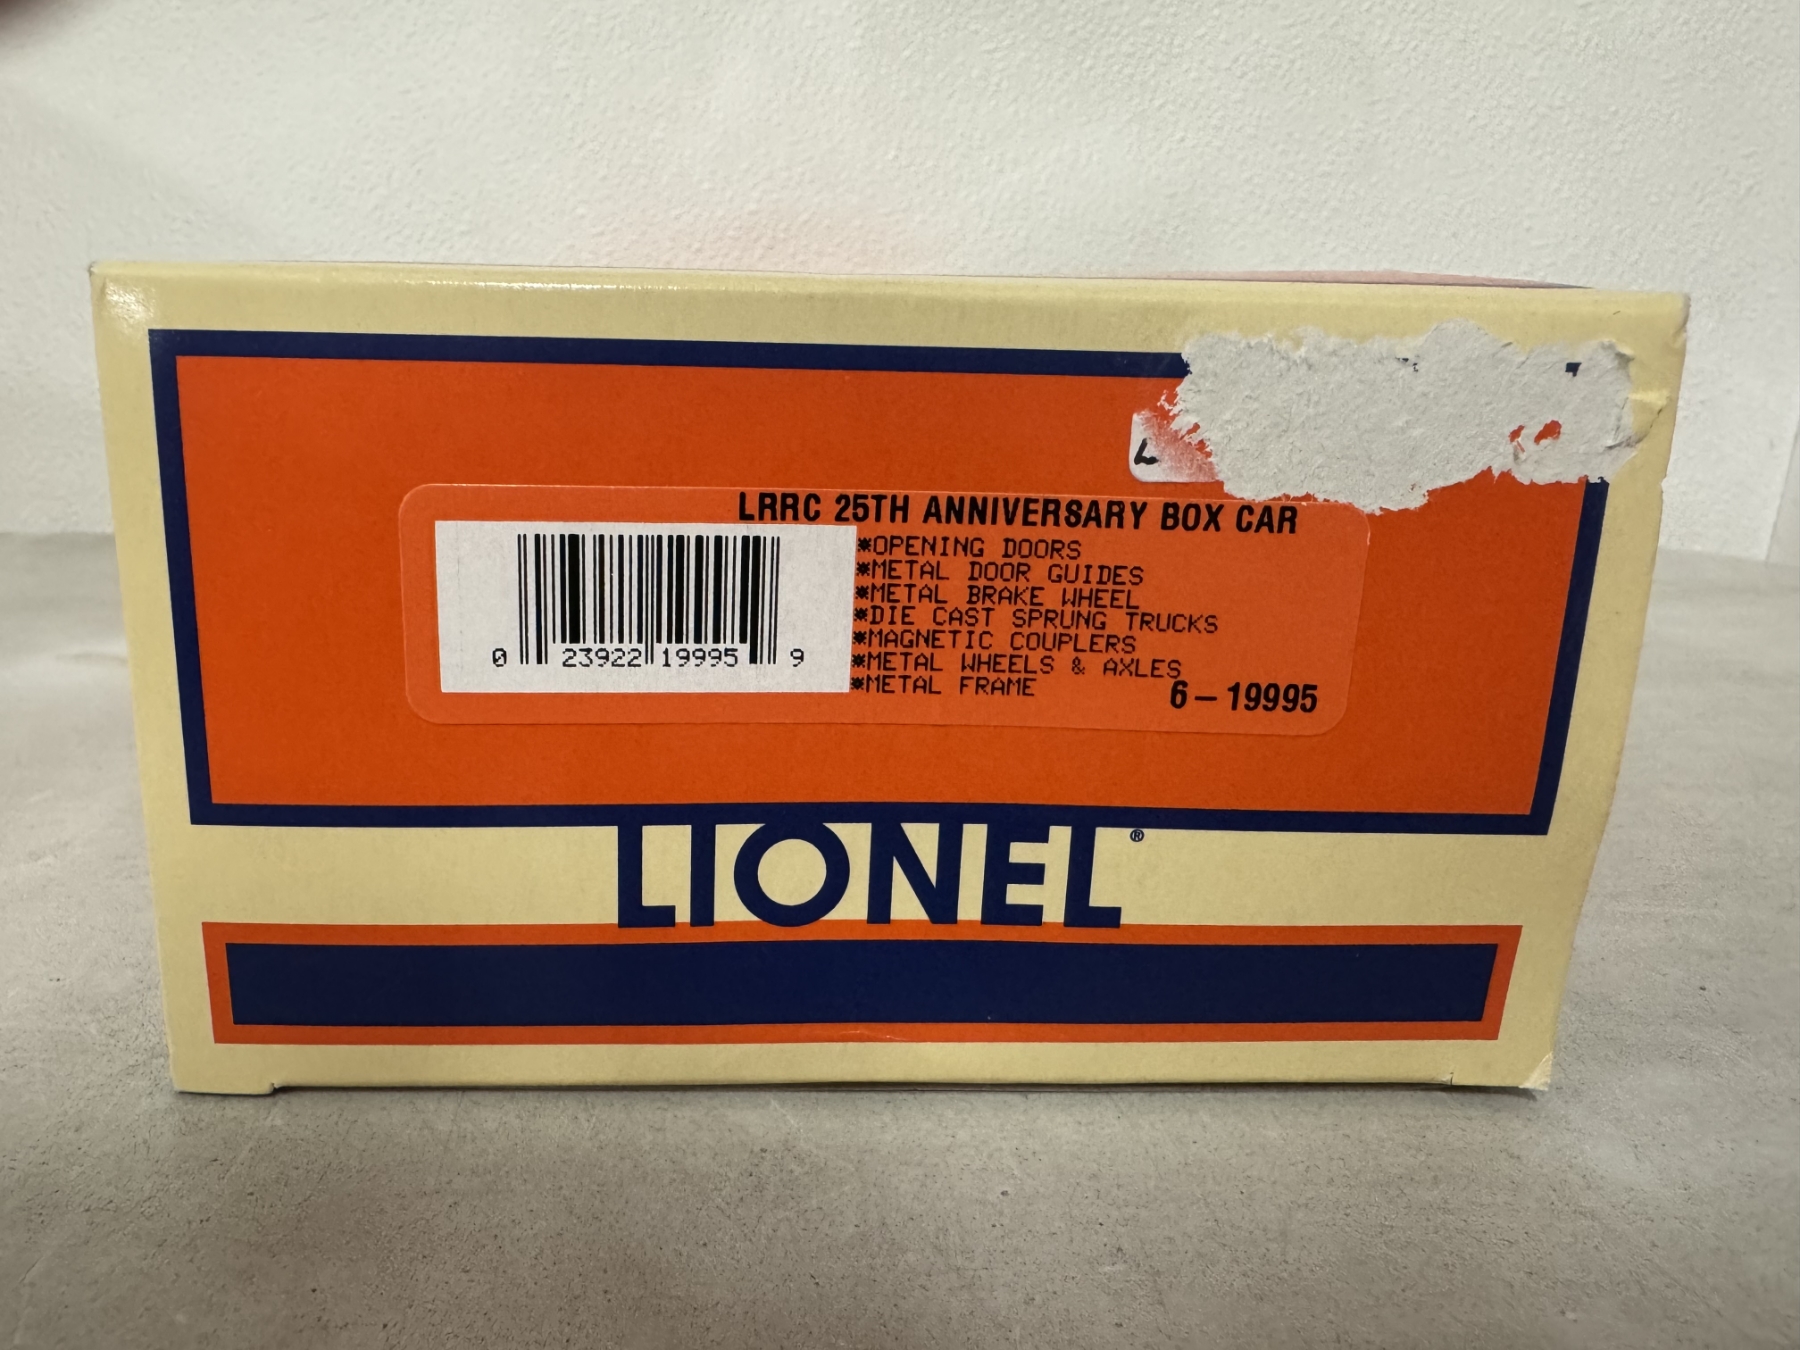 LRRC 25TH ANNIVERSARY BOX CAR
*OPENING DOORS
*METAL DOOR GUIDES
*METAL BRAKE WHEEL
*DIE CAST SPRUNG TRUCKS
*MAGNETIC COUPLERS
*METAL WHEELS & AXLES
*METAL FRAME
6-19995
0 23922 19995 9
LIONEL®